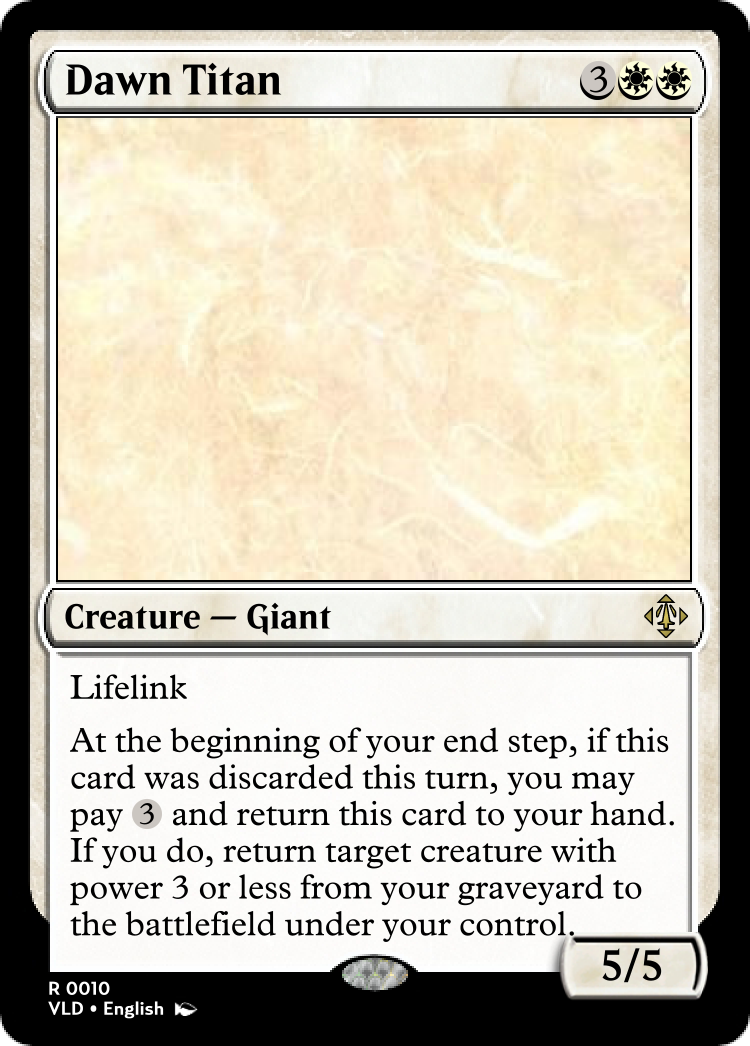 Dawn Titan 3
Creature — Giant
Lifelink
At the beginning of your end step, if this
card was discarded this turn, you may
pay 3 and return this card to your hand.
If you do, return target creature with
power 3 or less from your graveyard to
the battlefield under your control.
5/5
R 0010
VLD • English